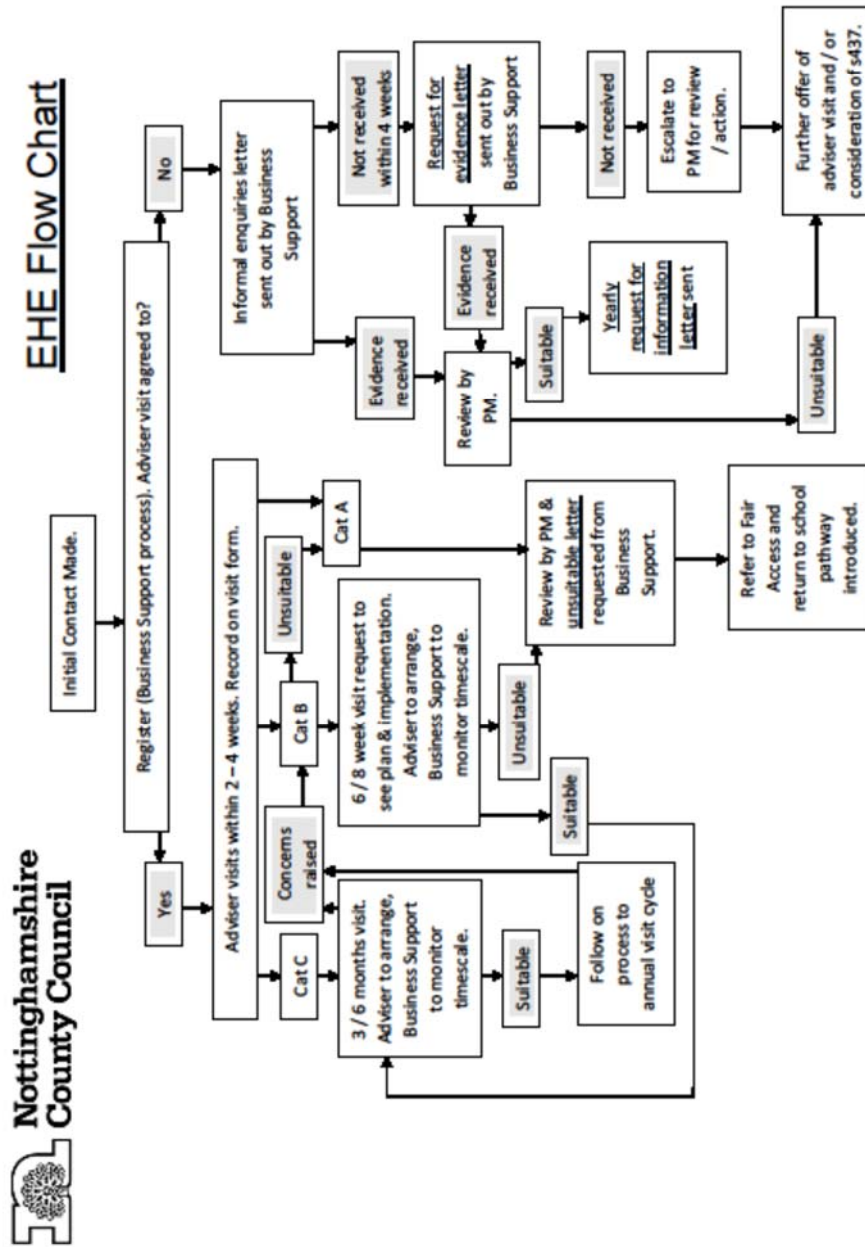 Nottinghamshire
County Council
EHE Flow Chart
Initial Contact Made.
Register (Business Support process). Adviser visit agreed to?
Yes
No
Adviser visits within 2 – 4 weeks. Record on visit form.
Cat C
Concerns
raised
Cat B
Unsuitable
Cat A
3 / 6 months visit.
Adviser to arrange,
Business Support
to monitor
timescale.
6 / 8 week visit request to
see plan & implementation.
Adviser to arrange,
Business Support to
monitor timescale.
Suitable
Suitable
Unsuitable
Follow on
process to
annual visit cycle
Review by PM &
unsuitable letter
requested from
Business
Support.
Refer to Fair
Access and
return to school
pathway
introduced.
Informal enquiries letter
sent out by Business
Support
Evidence
received
Not received
within 4 weeks
Review by
PM.
Evidence
received
Request for
evidence letter
sent out by
Business Support
Suitable
Yearly
request for
information
letter sent
Not received
Escalate to
PM for review
/ action.
Unsuitable
Further offer of
adviser visit and / or
consideration of s437.